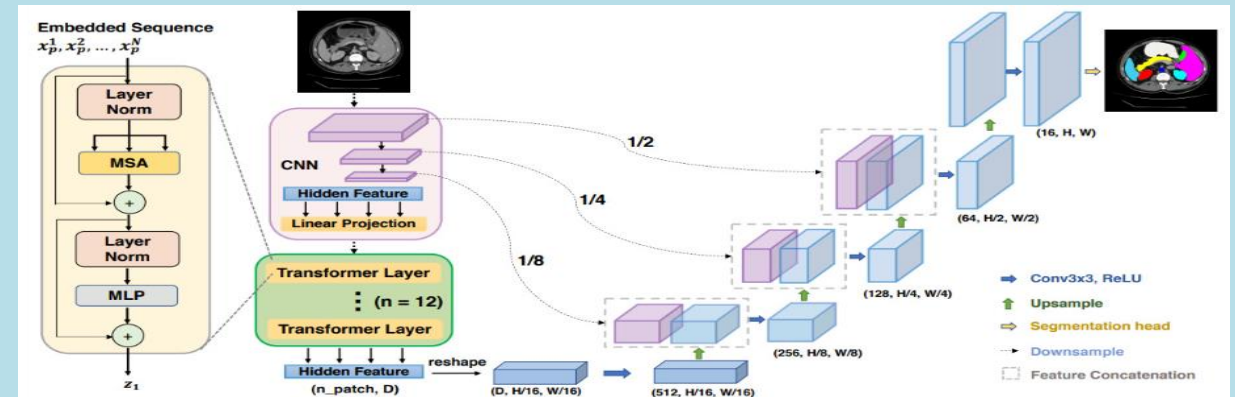 Embedded Sequence
x_p^1, x_p^2, ..., x_p^N
Layer
Norm
MSA
+
Layer
Norm
MLP
+
z_1
CNN
Hidden Feature
Linear Projection
Transformer Layer
(n = 12)
Transformer Layer
Hidden Feature
(n_patch, D)
reshape
(D, H/16, W/16)
(512, H/16, W/16)
1/2
1/4
1/8
(256, H/8, W/8)
(128, H/4, W/4)
(64, H/2, W/2)
(16, H, W)
Conv3x3, ReLU
Upsample
Segmentation head
Downsample
Feature Concatenation